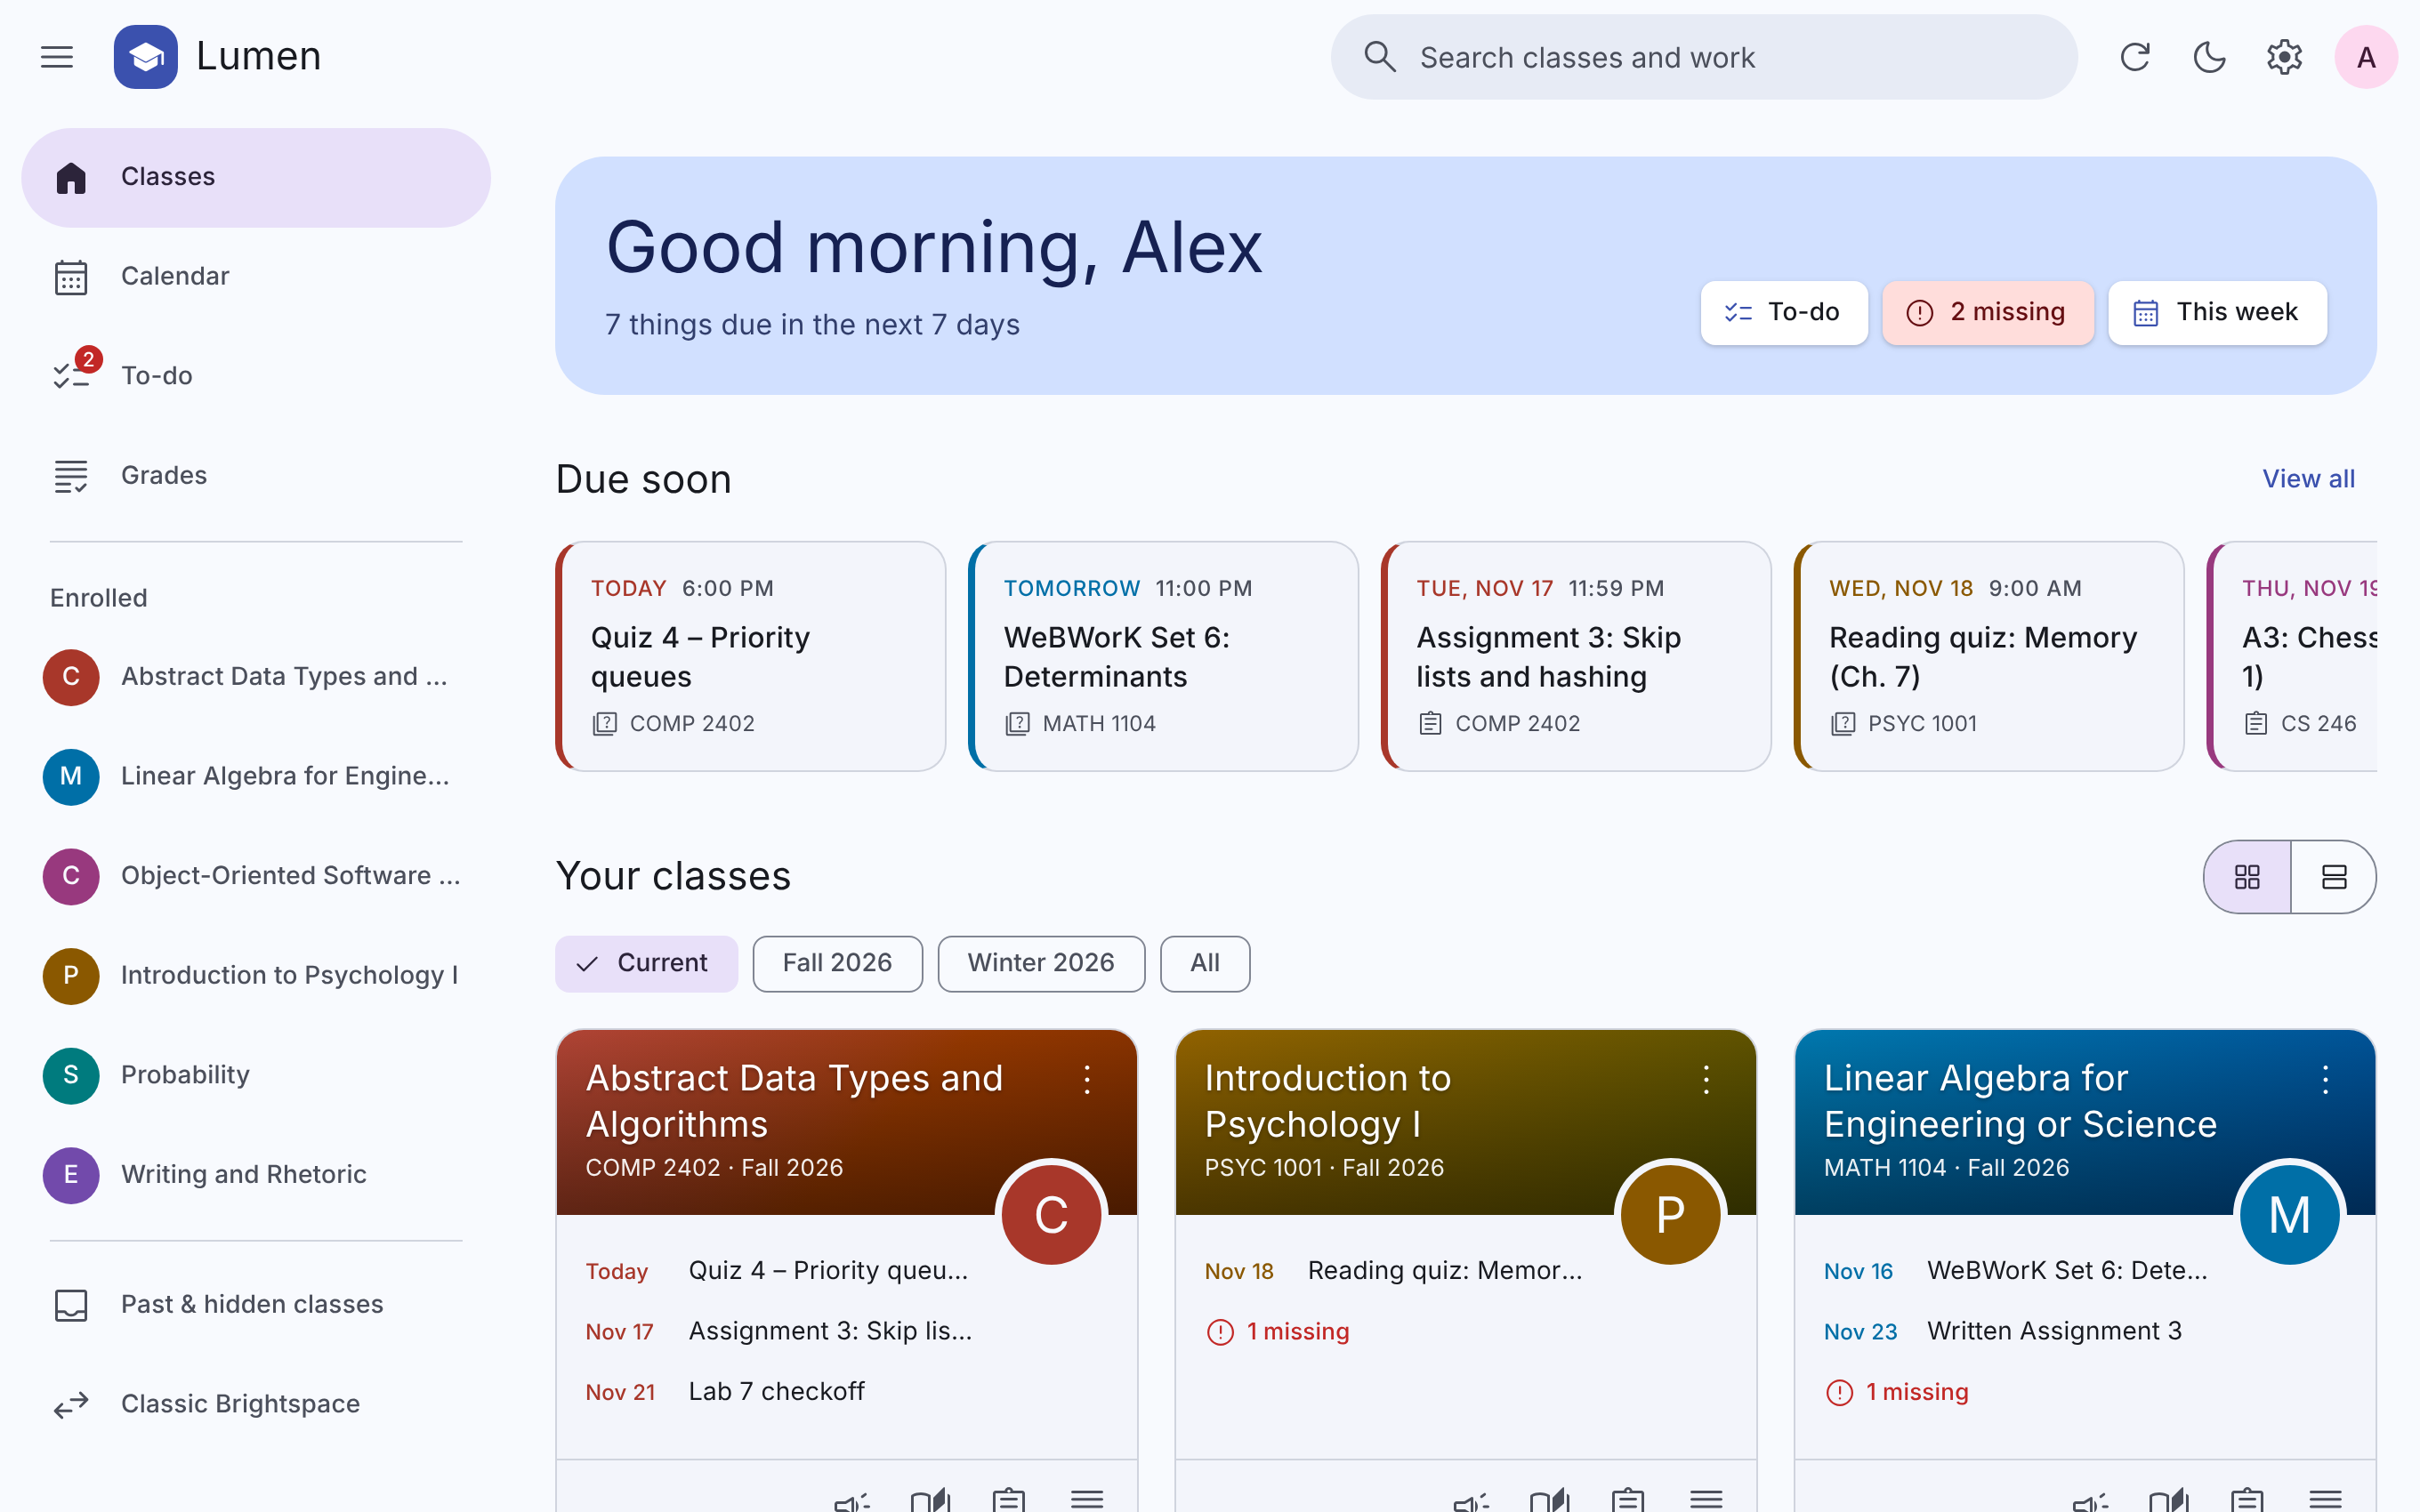 Lumen
Search classes and work
A
Classes
Calendar
2
To-do
Grades
Enrolled
C Abstract Data Types and ...
M Linear Algebra for Engine...
C Object-Oriented Software ...
P Introduction to Psychology I
S Probability
E Writing and Rhetoric
Past & hidden classes
Classic Brightspace
Good morning, Alex
7 things due in the next 7 days
To-do
2 missing
This week
Due soon
View all
TODAY 6:00 PM
Quiz 4 – Priority
queues
COMP 2402
TOMORROW 11:00 PM
WeBWorK Set 6:
Determinants
MATH 1104
TUE, NOV 17 11:59 PM
Assignment 3: Skip
lists and hashing
COMP 2402
WED, NOV 18 9:00 AM
Reading quiz: Memory
(Ch. 7)
PSYC 1001
THU, NOV 19
A3: Chess
1)
CS 246
Your classes
Current
Fall 2026
Winter 2026
All
Abstract Data Types and
Algorithms
COMP 2402 · Fall 2026
C
Today Quiz 4 – Priority queu...
Nov 17 Assignment 3: Skip lis...
Nov 21 Lab 7 checkoff
Introduction to
Psychology I
PSYC 1001 · Fall 2026
P
Nov 18 Reading quiz: Memor...
1 missing
Linear Algebra for
Engineering or Science
MATH 1104 · Fall 2026
M
Nov 16 WeBWorK Set 6: Dete...
Nov 23 Written Assignment 3
1 missing